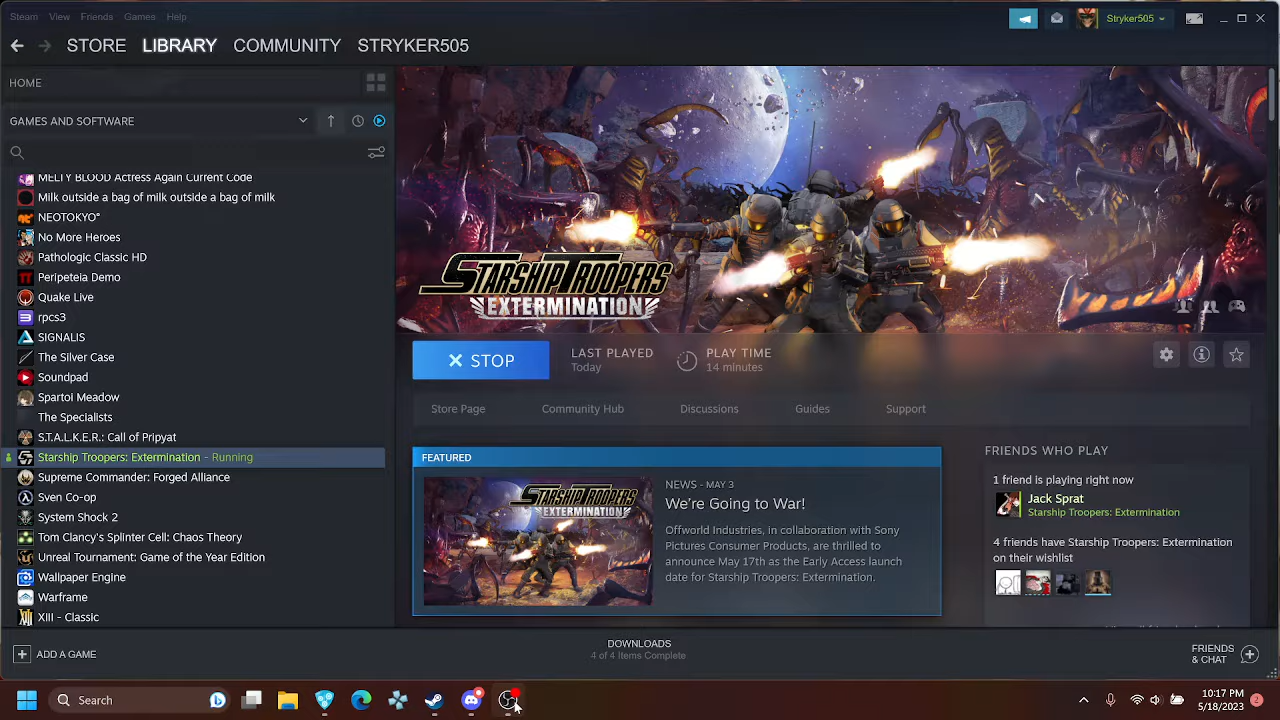 Steam View Friends Games Help
Stryker505
STORE LIBRARY COMMUNITY STRYKER505
HOME
GAMES AND SOFTWARE
MELTY BLOOD Actress Again Current Code
Milk outside a bag of milk outside a bag of milk
NEOTOKYO°
No More Heroes
Pathologic Classic HD
Peripeteia Demo
Quake Live
rpcs3
SIGNALIS
The Silver Case
Soundpad
Spartoi Meadow
The Specialists
S.T.A.L.K.E.R.: Call of Pripyat
Starship Troopers: Extermination - Running
Supreme Commander: Forged Alliance
Sven Co-op
System Shock 2
Tom Clancy's Splinter Cell: Chaos Theory
Unreal Tournament: Game of the Year Edition
Wallpaper Engine
Warframe
XIII - Classic
STARSHIP TROOPERS
EXTERMINATION
STOP
LAST PLAYED
Today
PLAY TIME
14 minutes
Store Page Community Hub Discussions Guides Support
FEATURED
STARSHIP TROOPERS
EXTERMINATION
NEWS - MAY 3
We're Going to War!
Offworld Industries, in collaboration with Sony
Pictures Consumer Products, are thrilled to
announce May 17th as the Early Access launch
date for Starship Troopers: Extermination.
FRIENDS WHO PLAY
1 friend is playing right now
Jack Sprat
Starship Troopers: Extermination
4 friends have Starship Troopers: Extermination
on their wishlist
ADD A GAME
DOWNLOADS
4 of 4 Items Complete
FRIENDS
& CHAT
Search
10:17 PM
5/18/2023
2